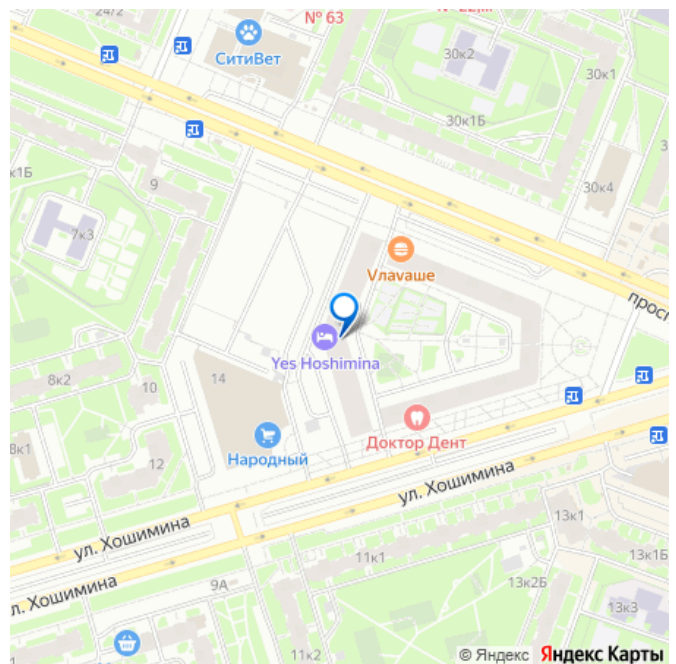 24/2
№ 63
СитиВет
30к2
30к1
30к1Б
к1Б
9
30к4
3
7к3
Vлаvаше
прос
Yes Hoshimina
8к2
10
14
8к1
12
Народный
Доктор Дент
ул. Хошимина
ул. Хошимина
13к1
13к1Б
11к1
9А
13к2Б
л. Хошимина
13к3
11к2
© Яндекс Яндекс Карты